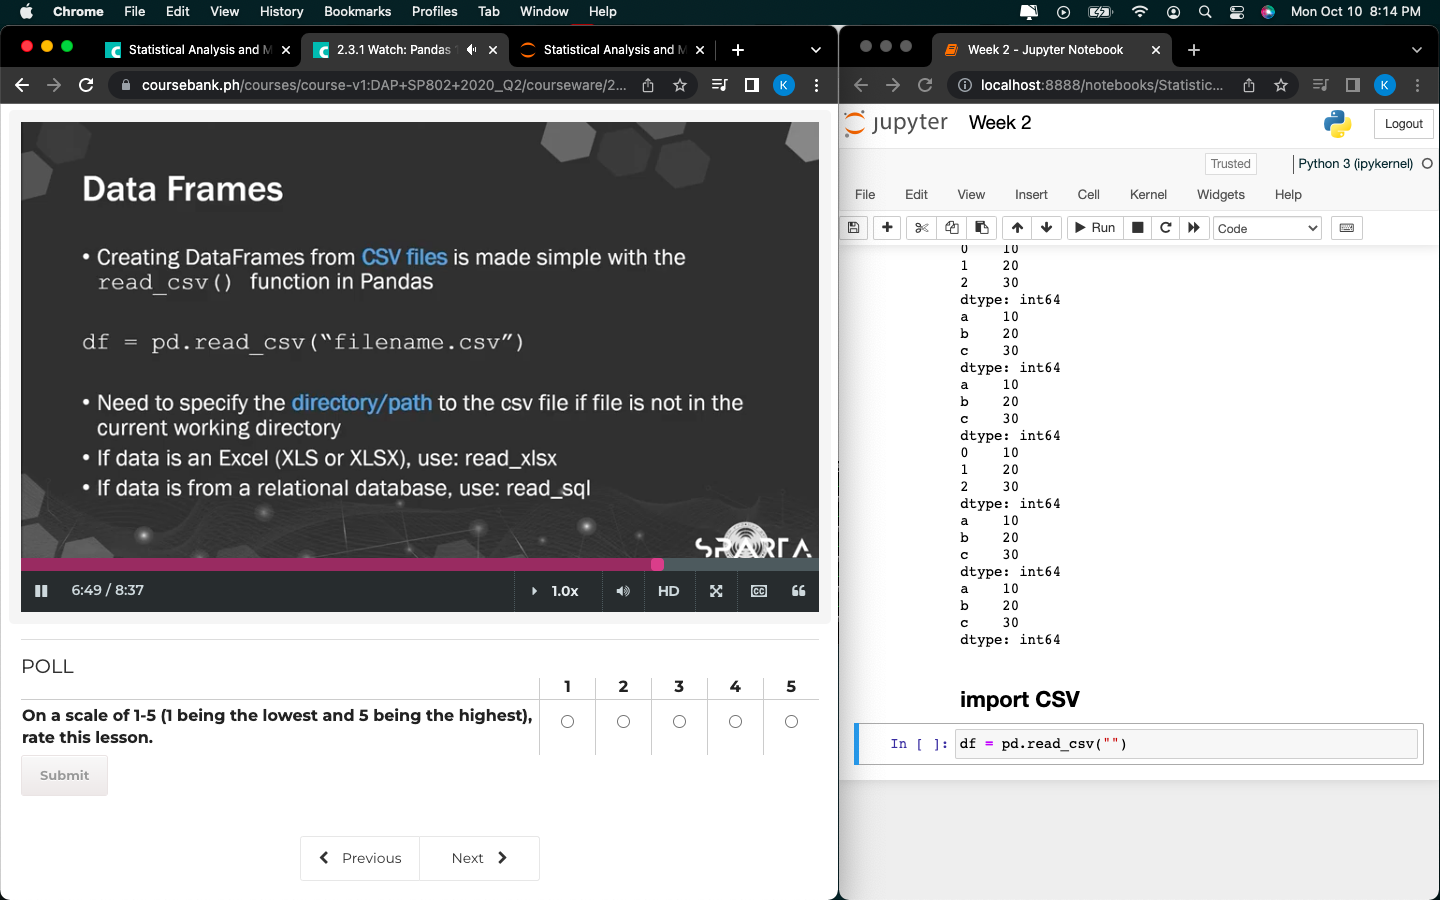 Chrome File Edit View History Bookmarks Profiles Tab Window Help Mon Oct 10 8:14 PM
Statistical Analysis and M
2.3.1 Watch: Pandas
Statistical Analysis and M
coursebank.ph/courses/course-v1:DAP+SP802+2020_Q2/courseware/2...
K
Data Frames
• Creating DataFrames from CSV files is made simple with the
read_csv() function in Pandas
df = pd.read_csv(“filename.csv”)
• Need to specify the directory/path to the csv file if file is not in the
current working directory
• If data is an Excel (XLS or XLSX), use: read_xlsx
• If data is from a relational database, use: read_sql
SPARTA
6:49 / 8:37
1.0x
HD
CC
POLL
1 2 3 4 5
On a scale of 1-5 (1 being the lowest and 5 being the highest),
rate this lesson.
Submit
Previous
Next
Week 2 - Jupyter Notebook
localhost:8888/notebooks/Statistic...
K
jupyter Week 2
Logout
Trusted
Python 3 (ipykernel)
File Edit View Insert Cell Kernel Widgets Help
Run
Code
0 10
1 20
2 30
dtype: int64
a 10
b 20
c 30
dtype: int64
a 10
b 20
c 30
dtype: int64
0 10
1 20
2 30
dtype: int64
a 10
b 20
c 30
dtype: int64
a 10
b 20
c 30
dtype: int64
import CSV
In [ ]: df = pd.read_csv("")